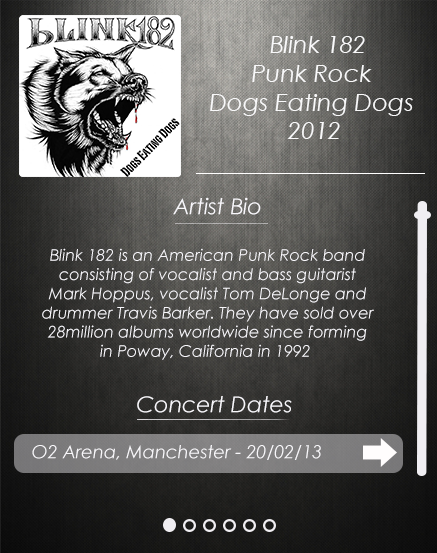 blink182
Dogs Eating Dogs
Blink 182
Punk Rock
Dogs Eating Dogs
2012
Artist Bio
Blink 182 is an American Punk Rock band
consisting of vocalist and bass guitarist
Mark Hoppus, vocalist Tom DeLonge and
drummer Travis Barker. They have sold over
28million albums worldwide since forming
in Poway, California in 1992
Concert Dates
O2 Arena, Manchester - 20/02/13